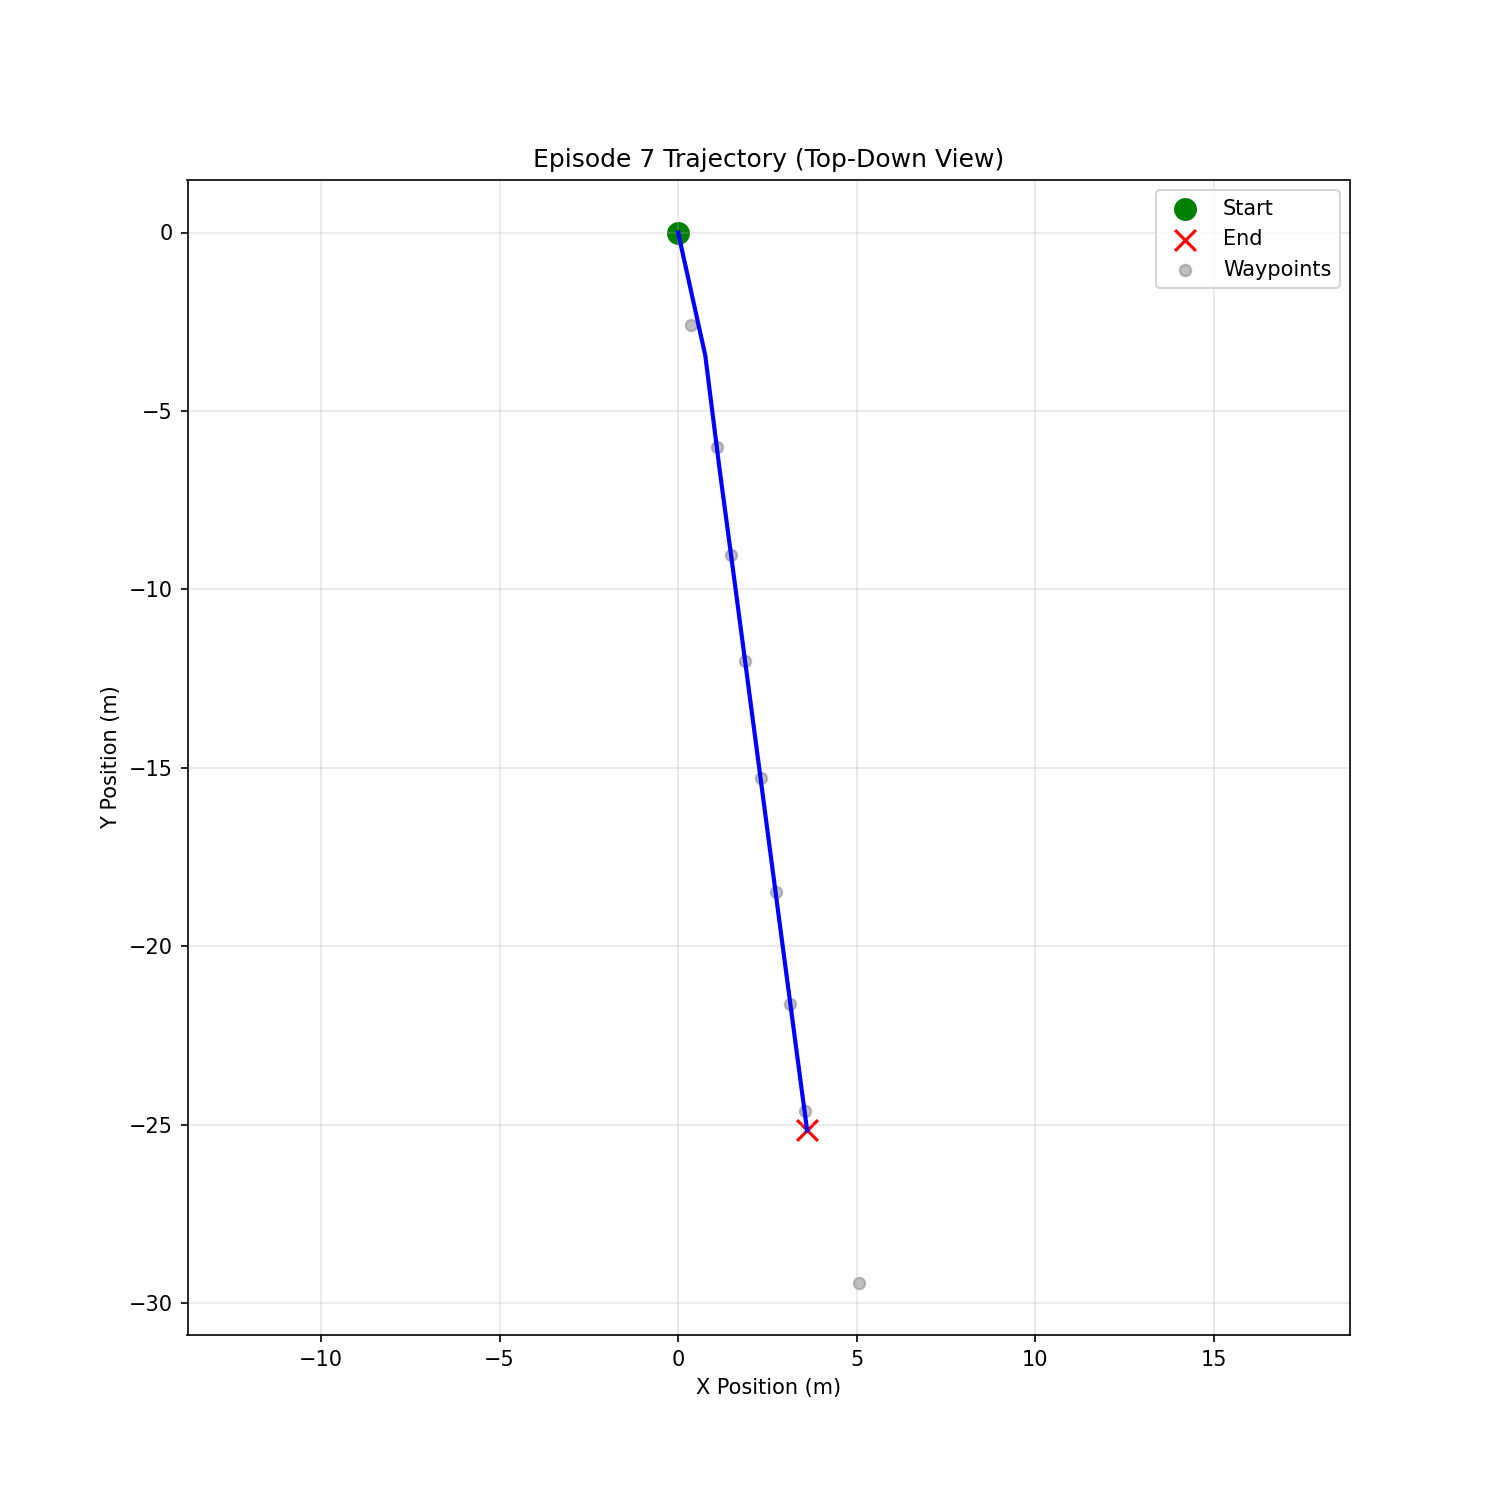 Episode 7 Trajectory (Top-Down View)
Start
End
Waypoints
0
−5
−10
−15
−20
−25
−30
Y Position (m)
−10
−5
0
5
10
15
X Position (m)